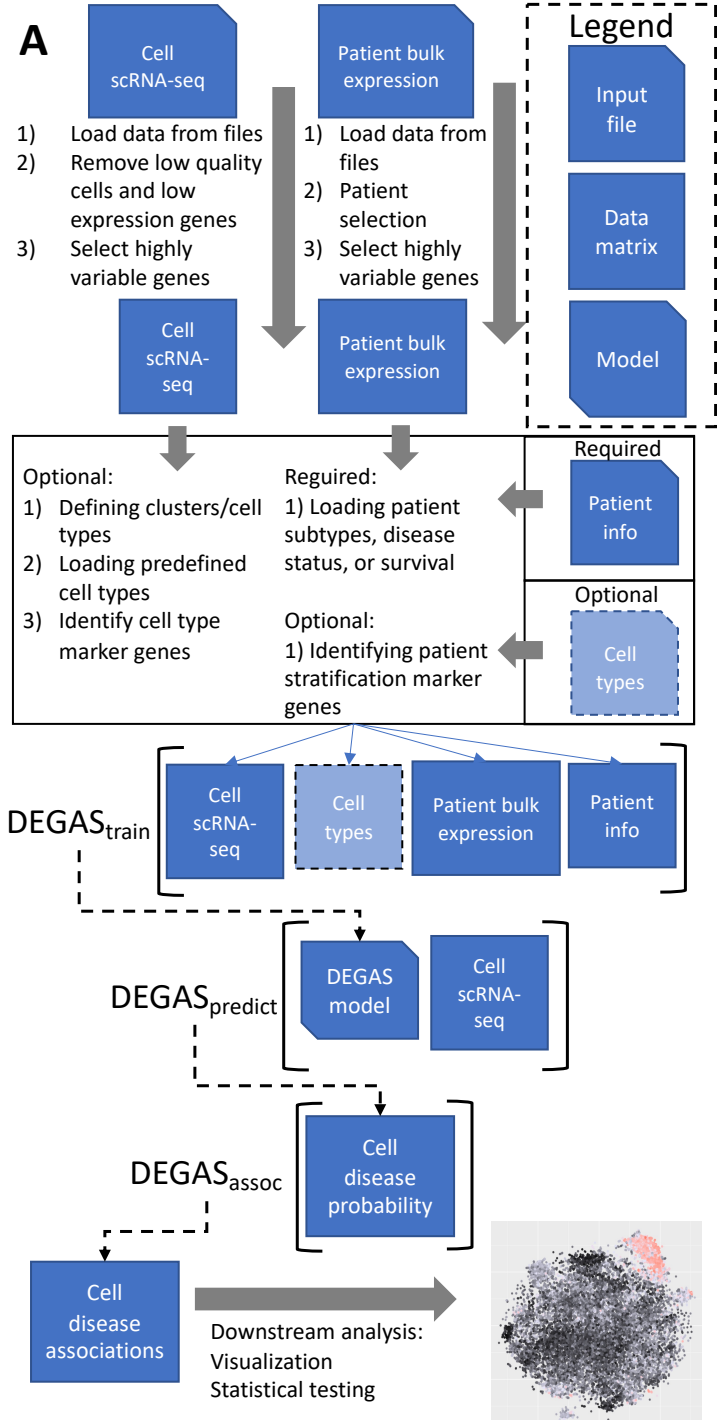 A
Cell
scRNA-seq
Patient bulk
expression
Legend
Input
file
Data
matrix
Model
1) Load data from files
2) Remove low quality
cells and low
expression genes
3) Select highly
variable genes
1) Load data from
files
2) Patient
selection
3) Select highly
variable genes
Cell
scRNA-
seq
Patient bulk
expression
Optional:
1) Defining clusters/cell
types
2) Loading predefined
cell types
3) Identify cell type
marker genes
Reguired:
1) Loading patient
subtypes, disease
status, or survival
Optional:
1) Identifying patient
stratification marker
genes
Required
Patient
info
Optional
Cell
types
DEGAStrain
Cell
scRNA-
seq
Cell
types
Patient bulk
expression
Patient
info
DEGASpredict
DEGAS
model
Cell
scRNA-
seq
DEGASassoc
Cell
disease
probability
Cell
disease
associations
Downstream analysis:
Visualization
Statistical testing